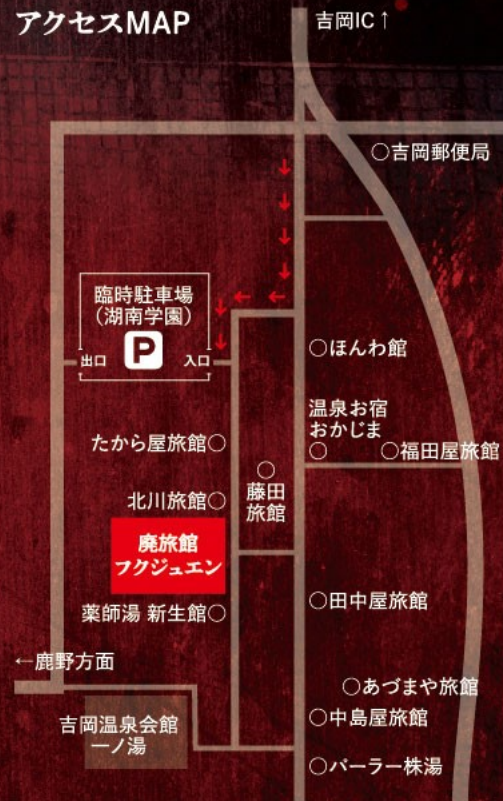 アクセスMAP
吉岡IC↑
○吉岡郵便局
臨時駐車場
(湖南学園)
出口
P
入口
○ほんわ館
温泉お宿
おかじま
○
○福田屋旅館
たから屋旅館○
○
藤田
旅館
北川旅館○
廃旅館
フクジュエン
○田中屋旅館
薬師湯 新生館○
←鹿野方面
○あづまや旅館
吉岡温泉会館
一ノ湯
○中島屋旅館
○パーラー株湯